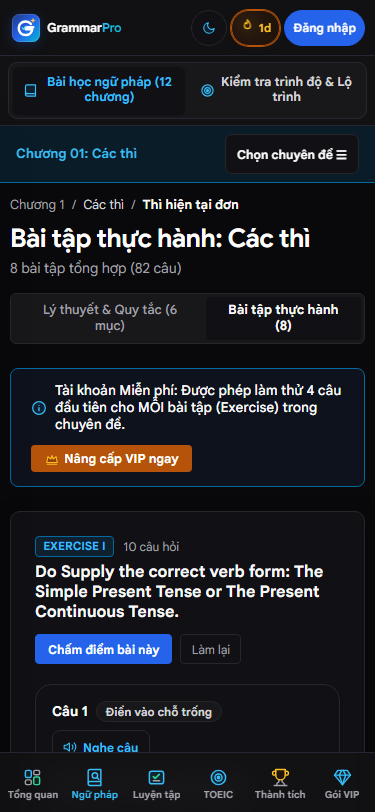 GrammarPro
1d
Đăng nhập
Bài học ngữ pháp (12
chương)
Kiểm tra trình độ & Lộ
trình
Chương 01: Các thì
Chọn chuyên đề ☰
Chương 1 / Các thì / Thì hiện tại đơn
Bài tập thực hành: Các thì
8 bài tập tổng hợp (82 câu)
Lý thuyết & Quy tắc (6
mục)
Bài tập thực hành
(8)
Tài khoản Miễn phí: Được phép làm thử 4 câu
đầu tiên cho MỖI bài tập (Exercise) trong
chuyên đề.
Nâng cấp VIP ngay
EXERCISE I
10 câu hỏi
Do Supply the correct verb form: The
Simple Present Tense or The Present
Continuous Tense.
Chấm điểm bài này
Làm lại
Câu 1
Điền vào chỗ trống
Nghe câu
Tổng quan
Ngữ pháp
Luyện tập
TOEIC
Thành tích
Gói VIP